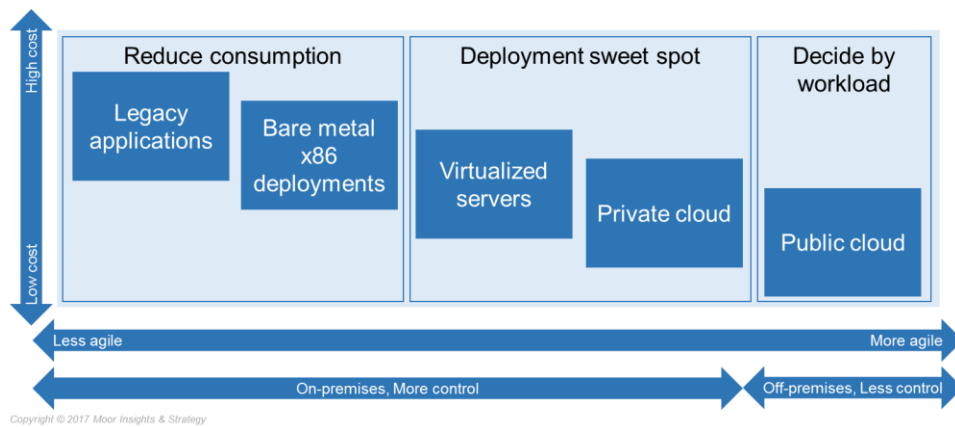 High cost
Low cost
Reduce consumption
Legacy
applications
Bare metal
x86
deployments
Deployment sweet spot
Virtualized
servers
Private cloud
Decide by
workload
Public cloud
Less agile
More agile
On-premises, More control
Off-premises, Less control
Copyright © 2017 Moor Insights & Strategy